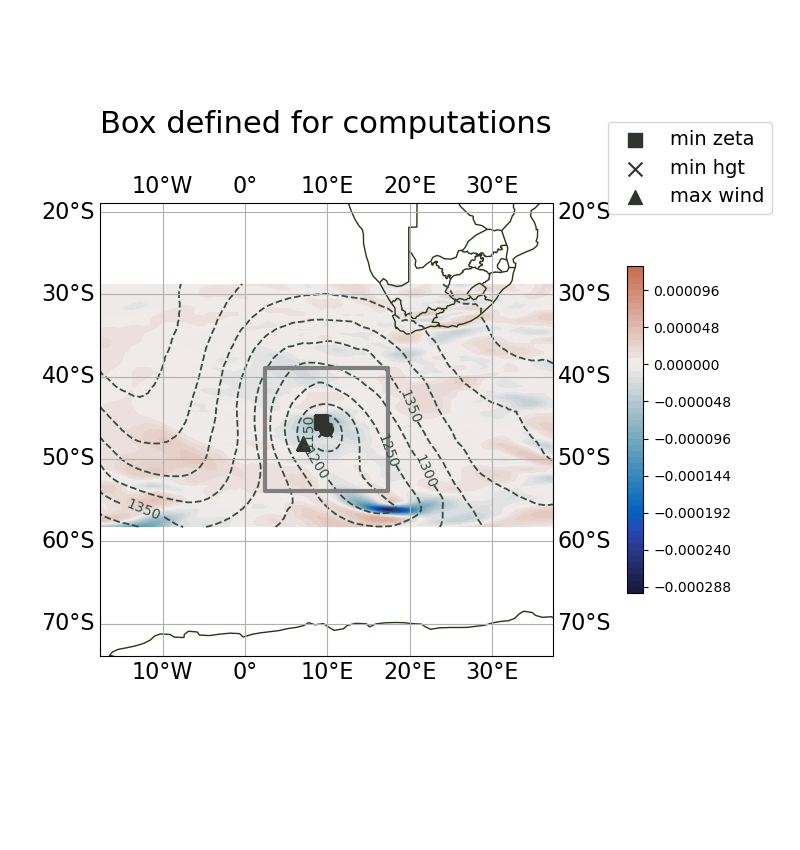 Box defined for computations
min zeta
min hgt
max wind
10°W 0° 10°E 20°E 30°E
20°S 20°S
30°S 30°S
40°S 40°S
50°S 50°S
60°S 60°S
70°S 70°S
10°W 0° 10°E 20°E 30°E
1350
1150
1250
1200
1300
1350
0.000096
0.000048
0.000000
−0.000048
−0.000096
−0.000144
−0.000192
−0.000240
−0.000288